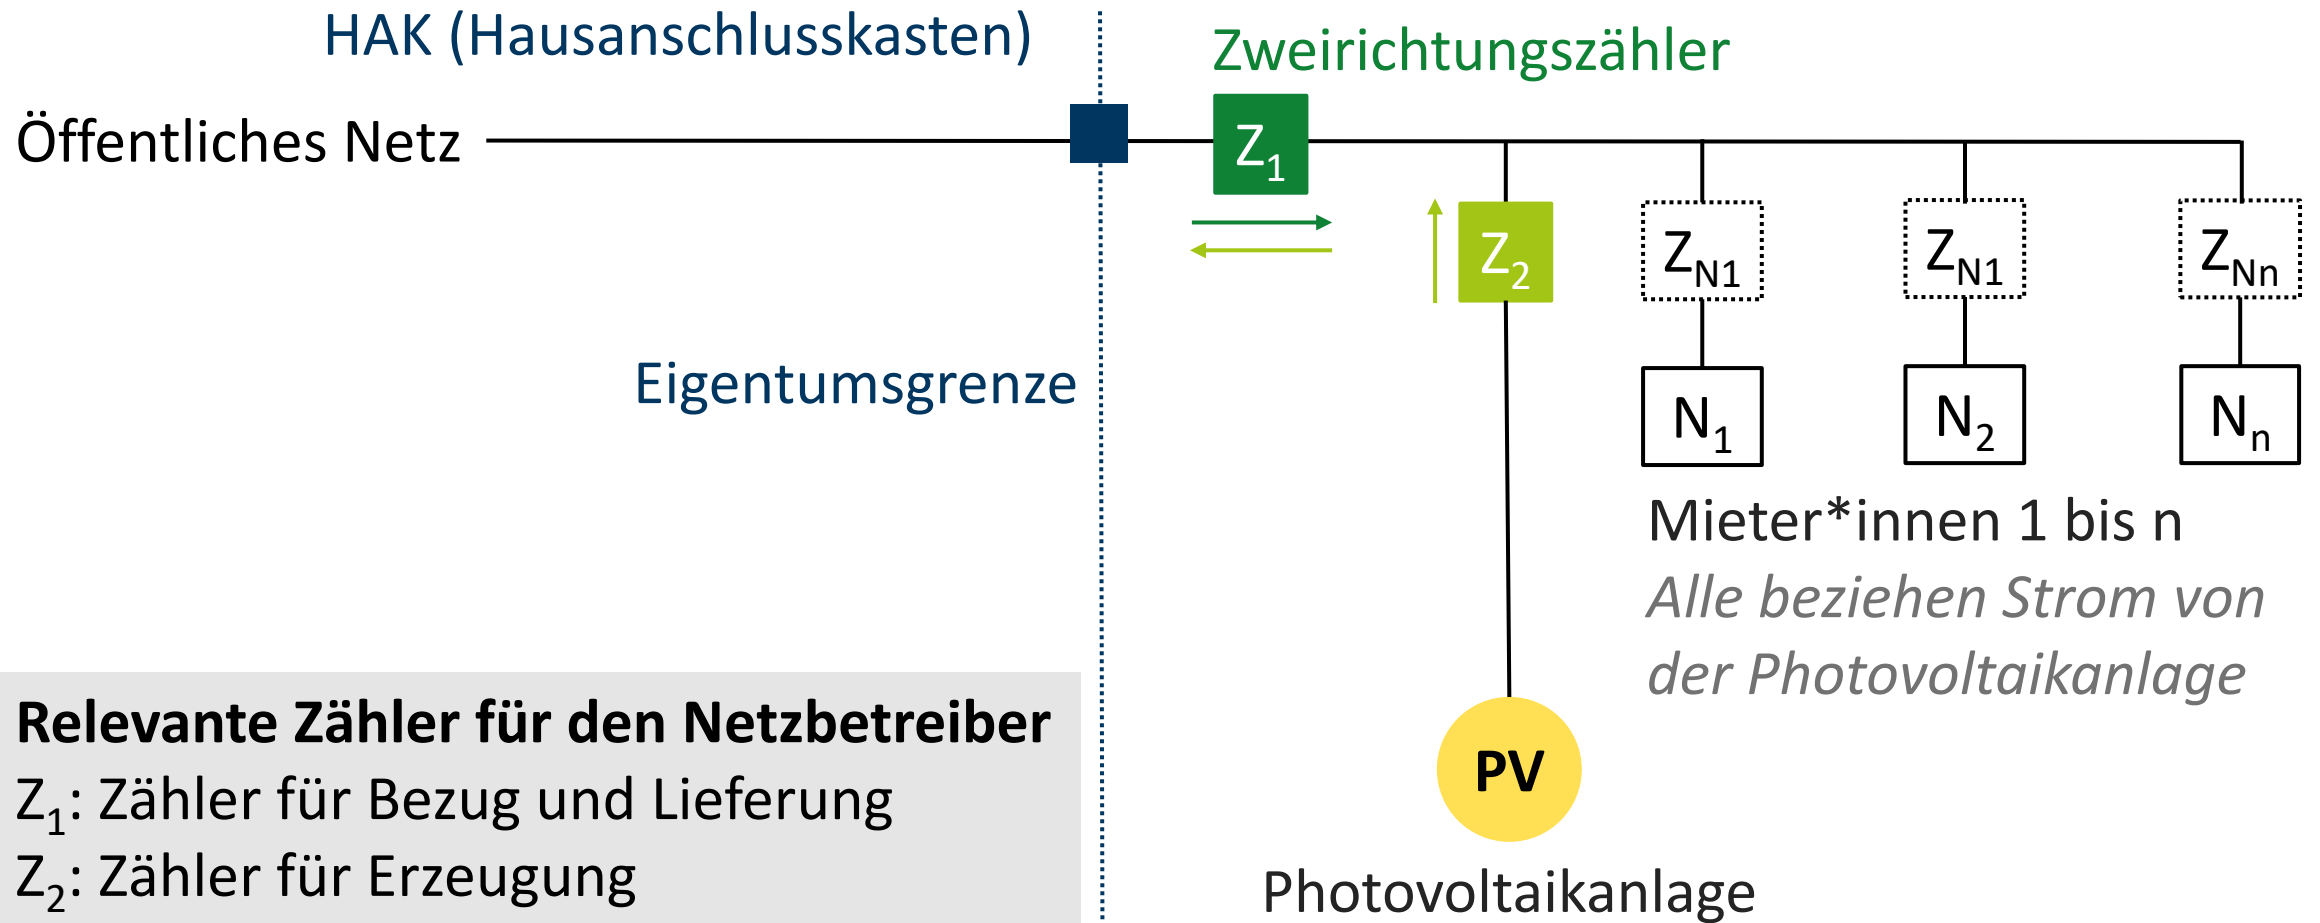 HAK (Hausanschlusskasten)
Zweirichtungszähler
Öffentliches Netz
Z1
Z2
ZN1
ZN1
ZNn
Eigentumsgrenze
N1
N2
Nn
Mieter*innen 1 bis n
Alle beziehen Strom von
der Photovoltaikanlage
Relevante Zähler für den Netzbetreiber
Z1: Zähler für Bezug und Lieferung
Z2: Zähler für Erzeugung
PV
Photovoltaikanlage